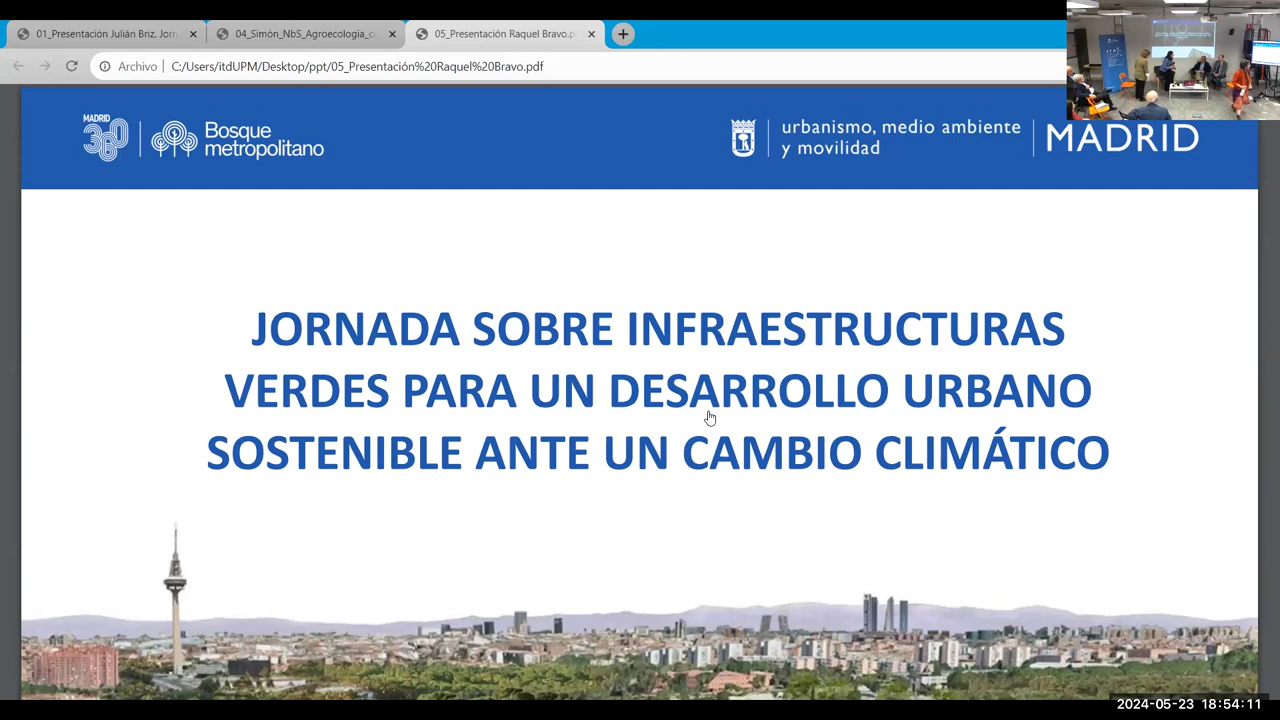 01_Presentación Julián Briz. Jorn
04_Simón_NbS_Agroecologia_c
05_Presentación Raquel Bravo.p
Archivo
C:/Users/itdUPM/Desktop/ppt/05_Presentación%20Raquel%20Bravo.pdf
MADRID
360
Bosque
metropolitano
urbanismo, medio ambiente
y movilidad
MADRID
JORNADA SOBRE INFRAESTRUCTURAS
VERDES PARA UN DESARROLLO URBANO
SOSTENIBLE ANTE UN CAMBIO CLIMÁTICO
2024-05-23 18:54:11